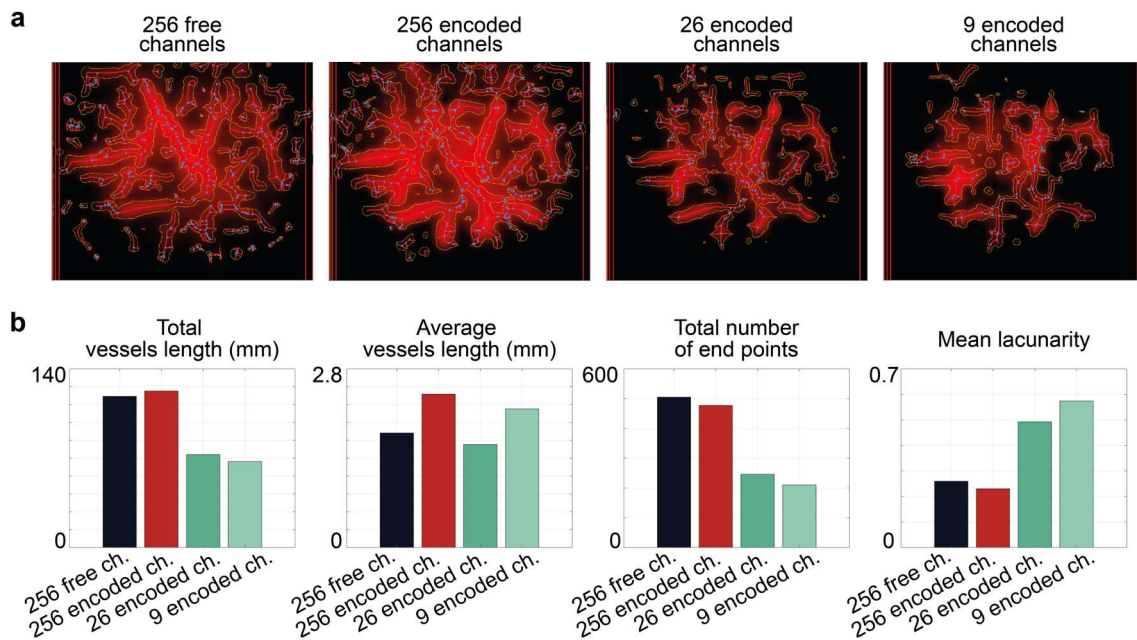 a
256 free
channels
256 encoded
channels
26 encoded
channels
9 encoded
channels
b
Total
vessels length (mm)
140
0
256 free ch.
256 encoded ch.
26 encoded ch.
9 encoded ch.
Average
vessels length (mm)
2.8
0
256 free ch.
256 encoded ch.
26 encoded ch.
9 encoded ch.
Total number
of end points
600
0
256 free ch.
256 encoded ch.
26 encoded ch.
9 encoded ch.
Mean lacunarity
0.7
0
256 free ch.
256 encoded ch.
26 encoded ch.
9 encoded ch.